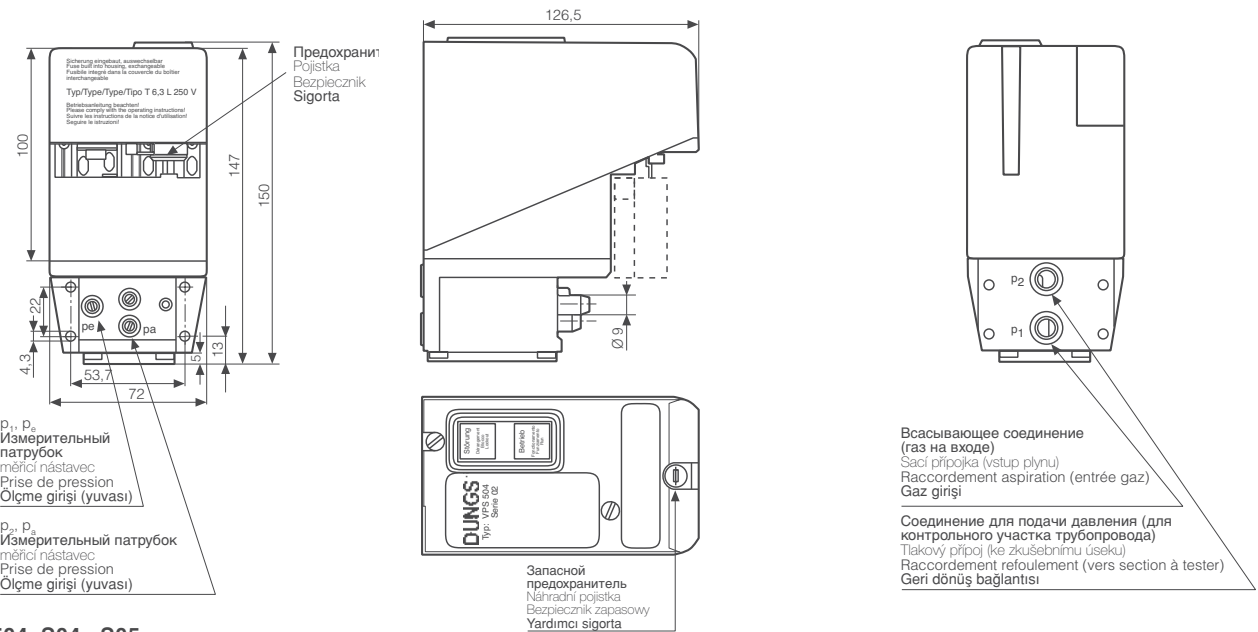 126,5
Sicherung eingebaut, auswechselbar
Fuse built into housing, exchangeable
Fusibile integré dans la couvercle du boîtier
interchangeable
Typ/Type/Type/Tipo T 6,3 L 250 V
Betriebsanleitung beachten!
Please comply with the operating instructions!
Suivre les instructions de la notice d'utilisation!
Seguire le istruzioni!
Предохранит
Pojistka
Bezpiecznik
Sigorta
100
147
150
22
4,3
pe
pa
5
13
53,7
72
Ø 9
p2
p1
p1, pe
Измерительный
патрубок
měřicí nástavec
Prise de pression
Ölçme girişi (yuvası)
p2, pa
Измерительный патрубок
měřicí nástavec
Prise de pression
Ölçme girişi (yuvası)
Störung
Betrieb
DUNGS
Typ: VPS 504
Serie 02
Запасной
предохранитель
Náhradní pojistka
Bezpiecznik zapasowy
Yardımcı sigorta
Всасывающее соединение
(газ на входе)
Sací přípojka (vstup plynu)
Raccordement aspiration (entrée gaz)
Gaz girişi
Соединение для подачи давления (для
контрольного участка трубопровода)
Tlakový přípoj (ke zkušebnímu úseku)
Raccordement refoulement (vers section à tester)
Geri dönüş bağlantısı